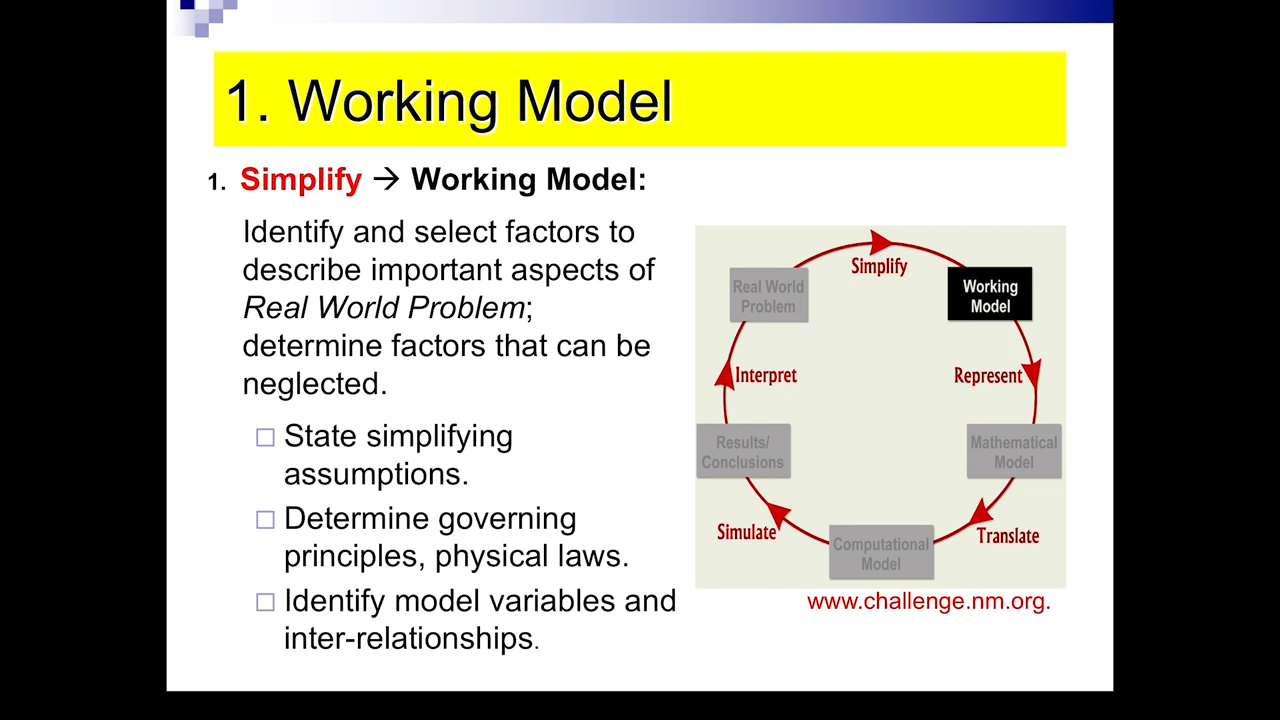 1. Working Model
1. Simplify → Working Model:
Identify and select factors to
describe important aspects of
Real World Problem;
determine factors that can be
neglected.
State simplifying
assumptions.
Determine governing
principles, physical laws.
Identify model variables and
inter-relationships.
Simplify
Real World
Problem
Working
Model
Interpret
Represent
Results/
Conclusions
Mathematical
Model
Simulate
Translate
Computational
Model
www.challenge.nm.org.